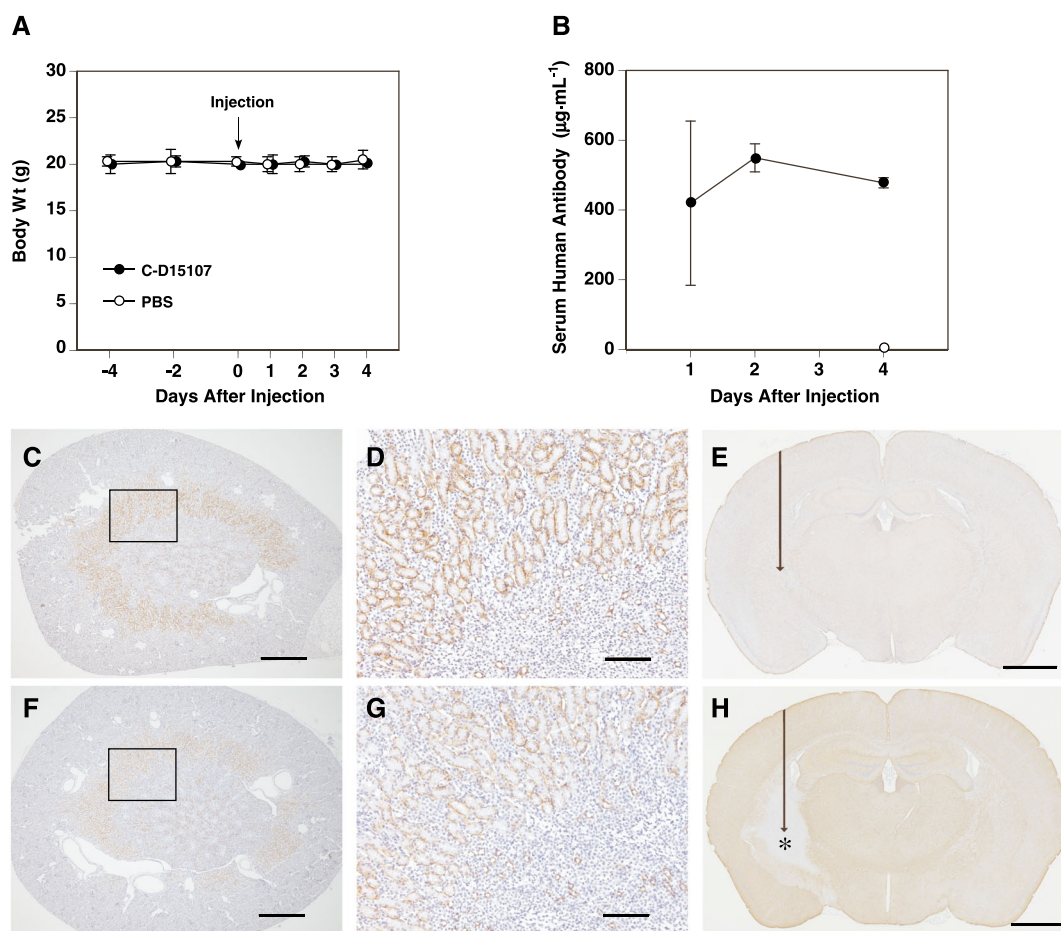 A
30
25
20
15
10
5
0
Body Wt (g)
Injection
C-D15107
PBS
-4 -2 0 1 2 3 4
Days After Injection
B
800
600
400
200
0
Serum Human Antibody (µg·mL⁻¹)
1 2 3 4
Days After Injection
C
D
E
F
G
H
*